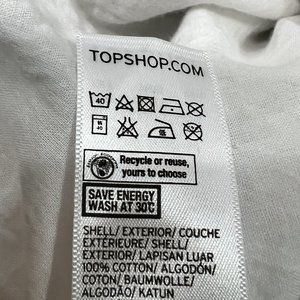 TOPSHOP.COM
40
Recycle or reuse,
yours to choose
SAVE ENERGY
WASH AT 30°C
SHELL/ EXTERIOR/ COUCHE
EXTÉRIEURE/ SHELL/
EXTERIOR/ LAPISAN LUAR
100% COTTON/ ALGODÓN/
COTON/ BAUMWOLLE/
ALGODÃO/ KATUN